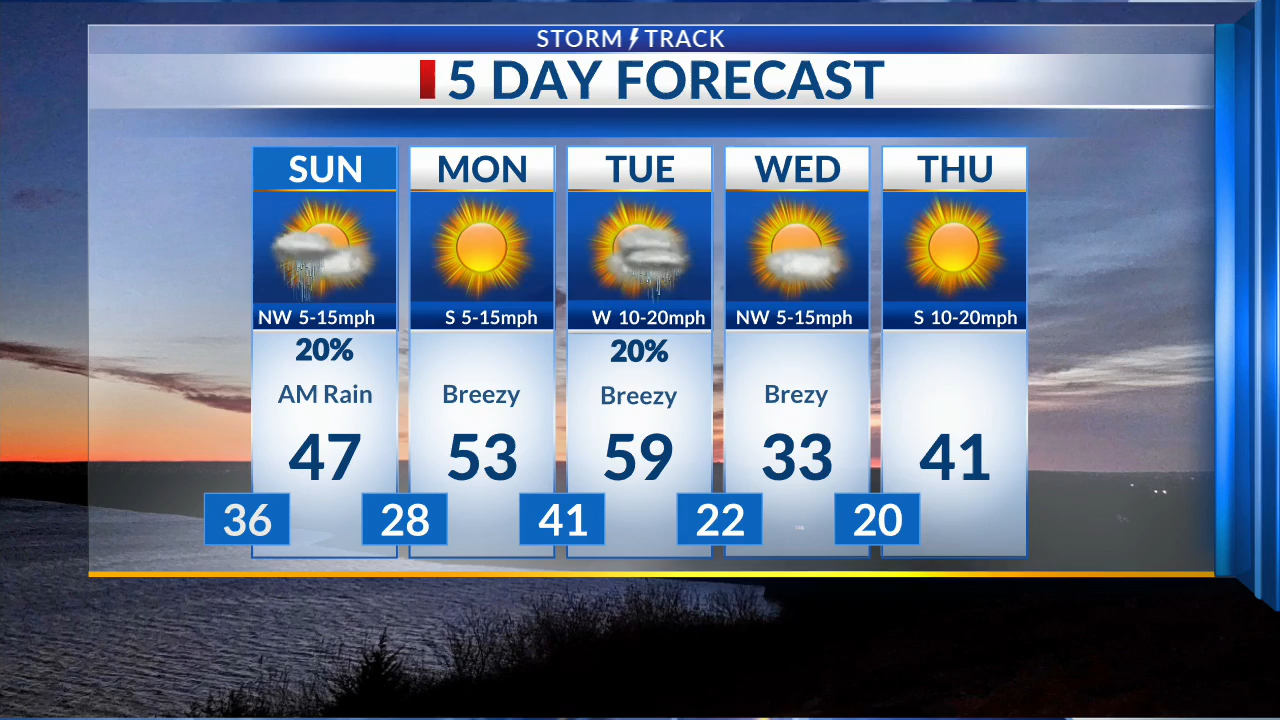 STORM TRACK
5 DAY FORECAST
SUN MON TUE WED THU
NW 5-15mph S 5-15mph W 10-20mph NW 5-15mph S 10-20mph
20% 20%
AM Rain Breezy Breezy Brezy
47 53 59 33 41
36 28 41 22 20